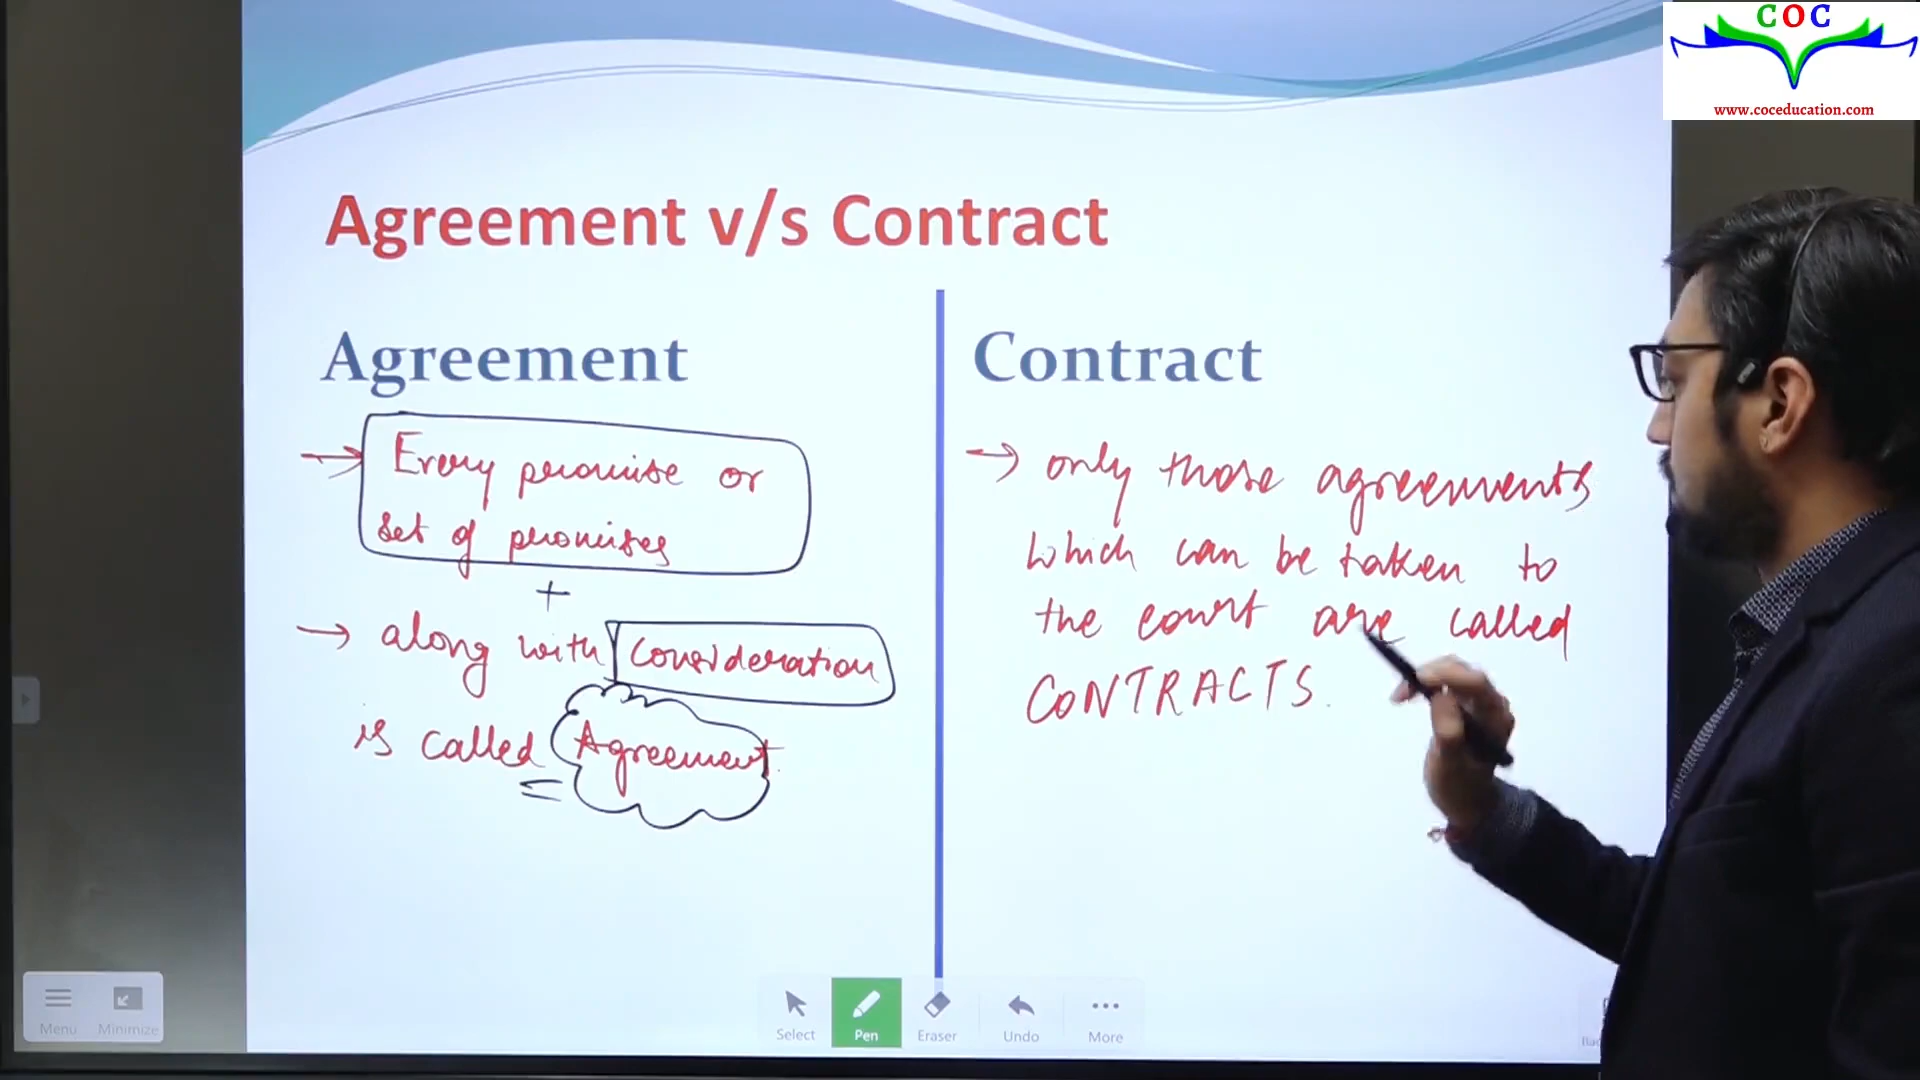 COC
www.coceducation.com
Agreement v/s Contract
Agreement
→ Every promise or
set of promises
+
→ along with Consideration
is called Agreement.
Contract
→ only those agreements
which can be taken to
the court are called
CONTRACTS.
Menu
Minimize
Select
Pen
Eraser
Undo
More